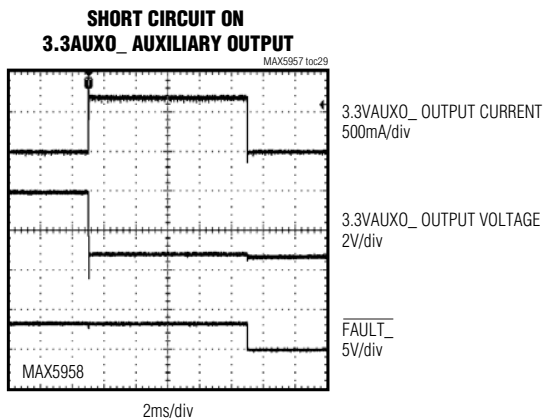 SHORT CIRCUIT ON
3.3AUXO_ AUXILIARY OUTPUT
MAX5957 toc29
T
3.3VAUXO_ OUTPUT CURRENT
500mA/div
3.3VAUXO_ OUTPUT VOLTAGE
2V/div
FAULT_
5V/div
MAX5958
2ms/div